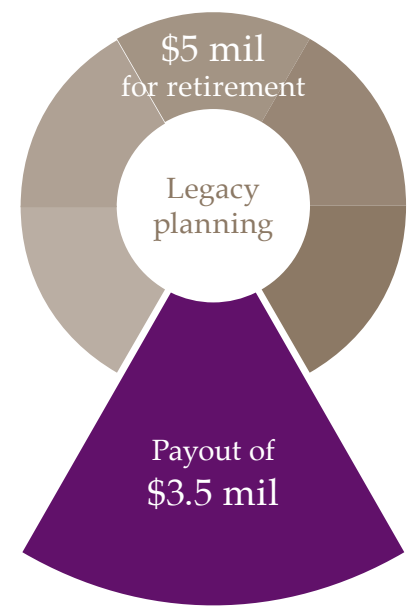 $5 mil
for retirement
Legacy
planning
Payout of
$3.5 mil